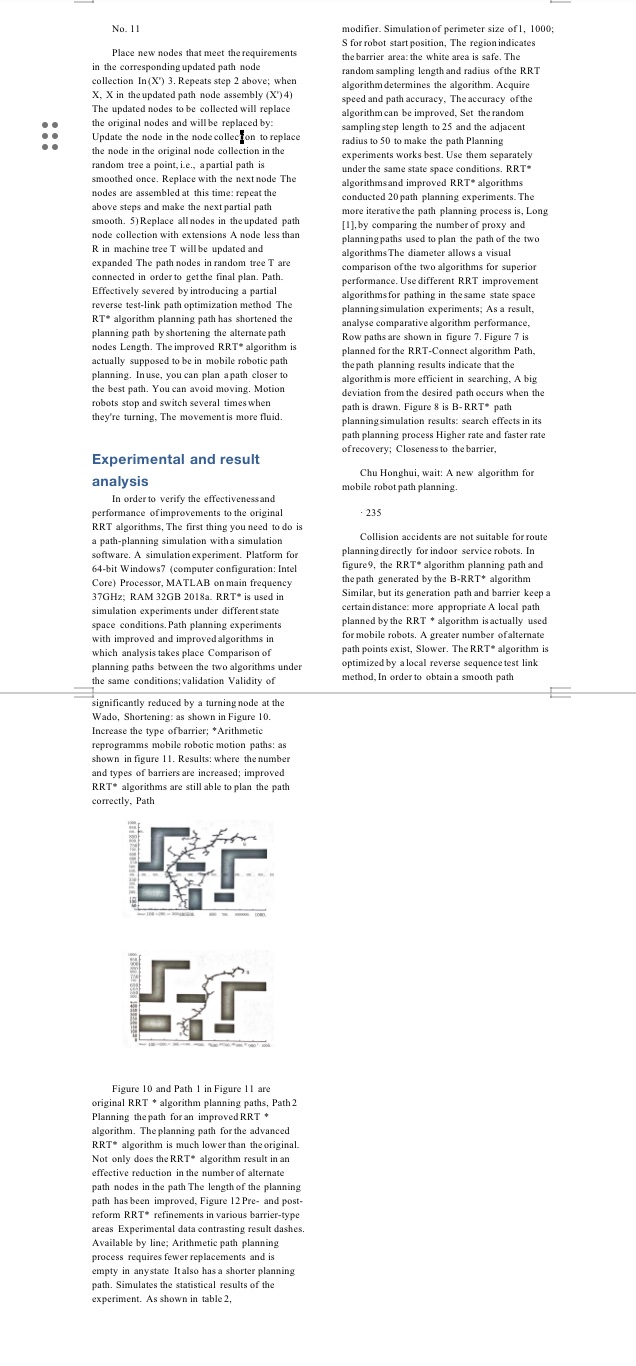 No. 11
Place new nodes that meet the requirements
in the corresponding updated path node
collection In (X') 3. Repeats step 2 above; when
X, X in the updated path node assembly (X') 4)
The updated nodes to be collected will replace
the original nodes and will be replaced by:
Update the node in the node collection to replace
the node in the original node collection in the
random tree a point, i.e., a partial path is
smoothed once. Replace with the next node The
nodes are assembled at this time: repeat the
above steps and make the next partial path
smooth. 5) Replace all nodes in the updated path
node collection with extensions A node less than
R in machine tree T will be updated and
expanded The path nodes in random tree T are
connected in order to get the final plan. Path.
Effectively severed by introducing a partial
reverse test-link path optimization method The
RT* algorithm planning path has shortened the
planning path by shortening the alternate path
nodes Length. The improved RRT* algorithm is
actually supposed to be in mobile robotic path
planning. In use, you can plan a path closer to
the best path. You can avoid moving. Motion
robots stop and switch several times when
they're turning, The movement is more fluid.
Experimental and result
analysis
In order to verify the effectiveness and
performance of improvements to the original
RRT algorithms, The first thing you need to do is
a path-planning simulation with a simulation
software. A simulation experiment. Platform for
64-bit Windows7 (computer configuration: Intel
Core) Processor, MATLAB on main frequency
37GHz; RAM 32GB 2018a. RRT* is used in
simulation experiments under different state
space conditions. Path planning experiments
with improved and improved algorithms in
which analysis takes place Comparison of
planning paths between the two algorithms under
the same conditions; validation Validity of
modifier. Simulation of perimeter size of 1, 1000;
S for robot start position, The region indicates
the barrier area: the white area is safe. The
random sampling length and radius of the RRT
algorithm determines the algorithm. Acquire
speed and path accuracy, The accuracy of the
algorithm can be improved, Set the random
sampling step length to 25 and the adjacent
radius to 50 to make the path Planning
experiments works best. Use them separately
under the same state space conditions. RRT*
algorithms and improved RRT* algorithms
conducted 20 path planning experiments. The
more iterative the path planning process is, Long
[1], by comparing the number of proxy and
planning paths used to plan the path of the two
algorithms The diameter allows a visual
comparison of the two algorithms for superior
performance. Use different RRT improvement
algorithms for pathing in the same state space
planning simulation experiments; As a result,
analyse comparative algorithm performance,
Row paths are shown in figure 7. Figure 7 is
planned for the RRT-Connect algorithm Path,
the path planning results indicate that the
algorithm is more efficient in searching, A big
deviation from the desired path occurs when the
path is drawn. Figure 8 is B- RRT* path
planning simulation results: search effects in its
path planning process Higher rate and faster rate
of recovery; Closeness to the barrier,
Chu Honghui, wait: A new algorithm for
mobile robot path planning.
· 235
Collision accidents are not suitable for route
planning directly for indoor service robots. In
figure 9, the RRT* algorithm planning path and
the path generated by the B-RRT* algorithm
Similar, but its generation path and barrier keep a
certain distance: more appropriate A local path
planned by the RRT * algorithm is actually used
for mobile robots. A greater number of alternate
path points exist, Slower. The RRT* algorithm is
optimized by a local reverse sequence test link
method, In order to obtain a smooth path
significantly reduced by a turning node at the
Wado, Shortening: as shown in Figure 10.
Increase the type of barrier; *Arithmetic
reprogramms mobile robotic motion paths: as
shown in figure 11. Results: where the number
and types of barriers are increased; improved
RRT* algorithms are still able to plan the path
correctly, Path
Figure 10 and Path 1 in Figure 11 are
original RRT * algorithm planning paths, Path 2
Planning the path for an improved RRT *
algorithm. The planning path for the advanced
RRT* algorithm is much lower than the original.
Not only does the RRT* algorithm result in an
effective reduction in the number of alternate
path nodes in the path The length of the planning
path has been improved, Figure 12 Pre- and post-
reform RRT* refinements in various barrier-type
areas Experimental data contrasting result dashes.
Available by line; Arithmetic path planning
process requires fewer replacements and is
empty in any state It also has a shorter planning
path. Simulates the statistical results of the
experiment. As shown in table 2,